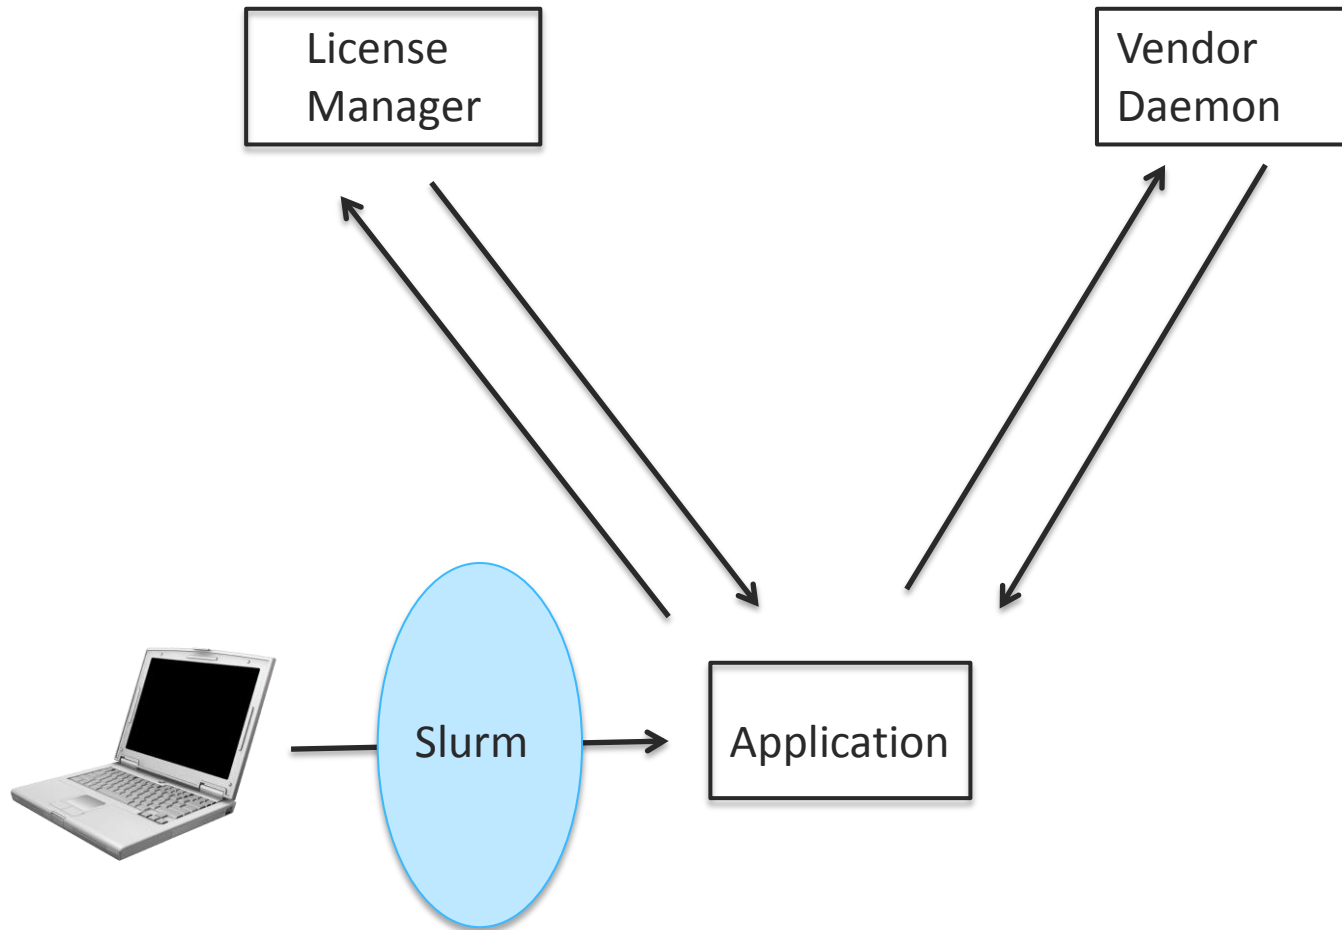 License
Manager
Vendor
Daemon
Slurm
Application